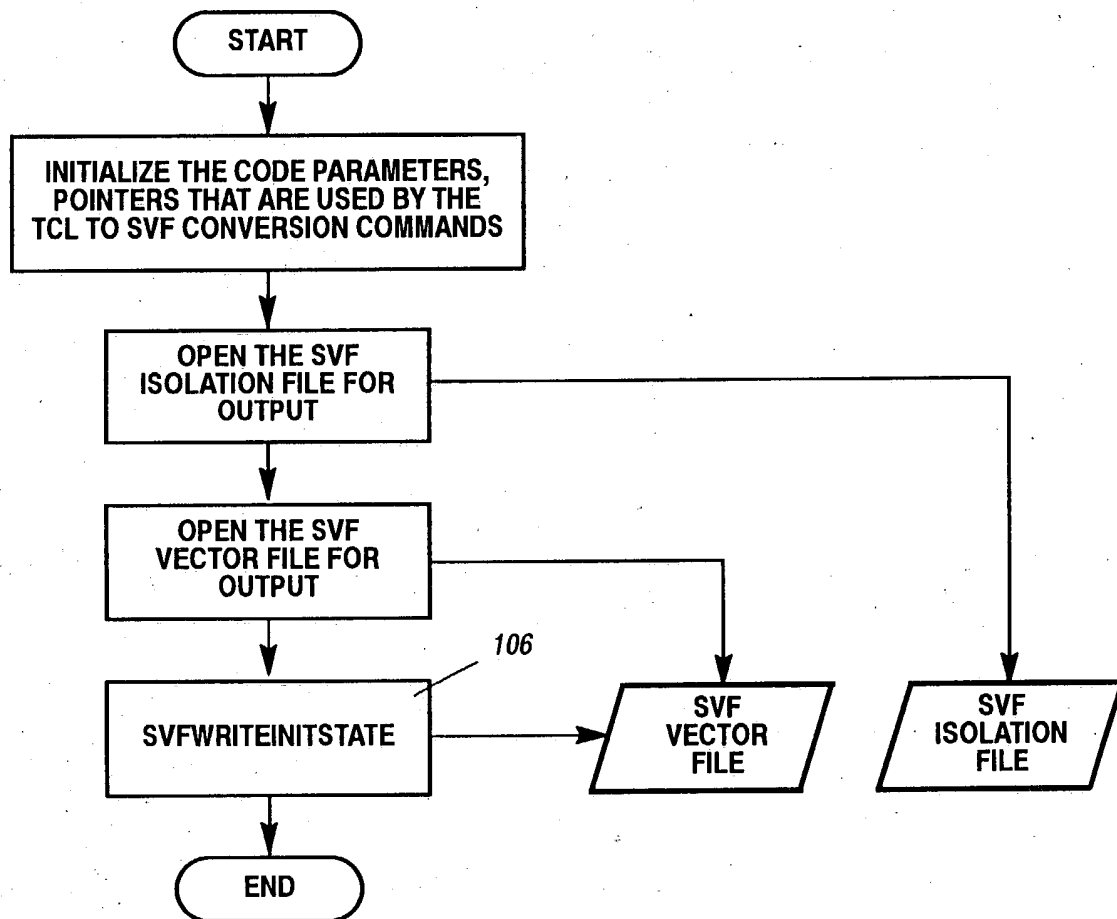 START
INITIALIZE THE CODE PARAMETERS,
POINTERS THAT ARE USED BY THE
TCL TO SVF CONVERSION COMMANDS
OPEN THE SVF
ISOLATION FILE FOR
OUTPUT
OPEN THE SVF
VECTOR FILE FOR
OUTPUT
106
SVFWRITEINITSTATE
SVF
VECTOR
FILE
SVF
ISOLATION
FILE
END